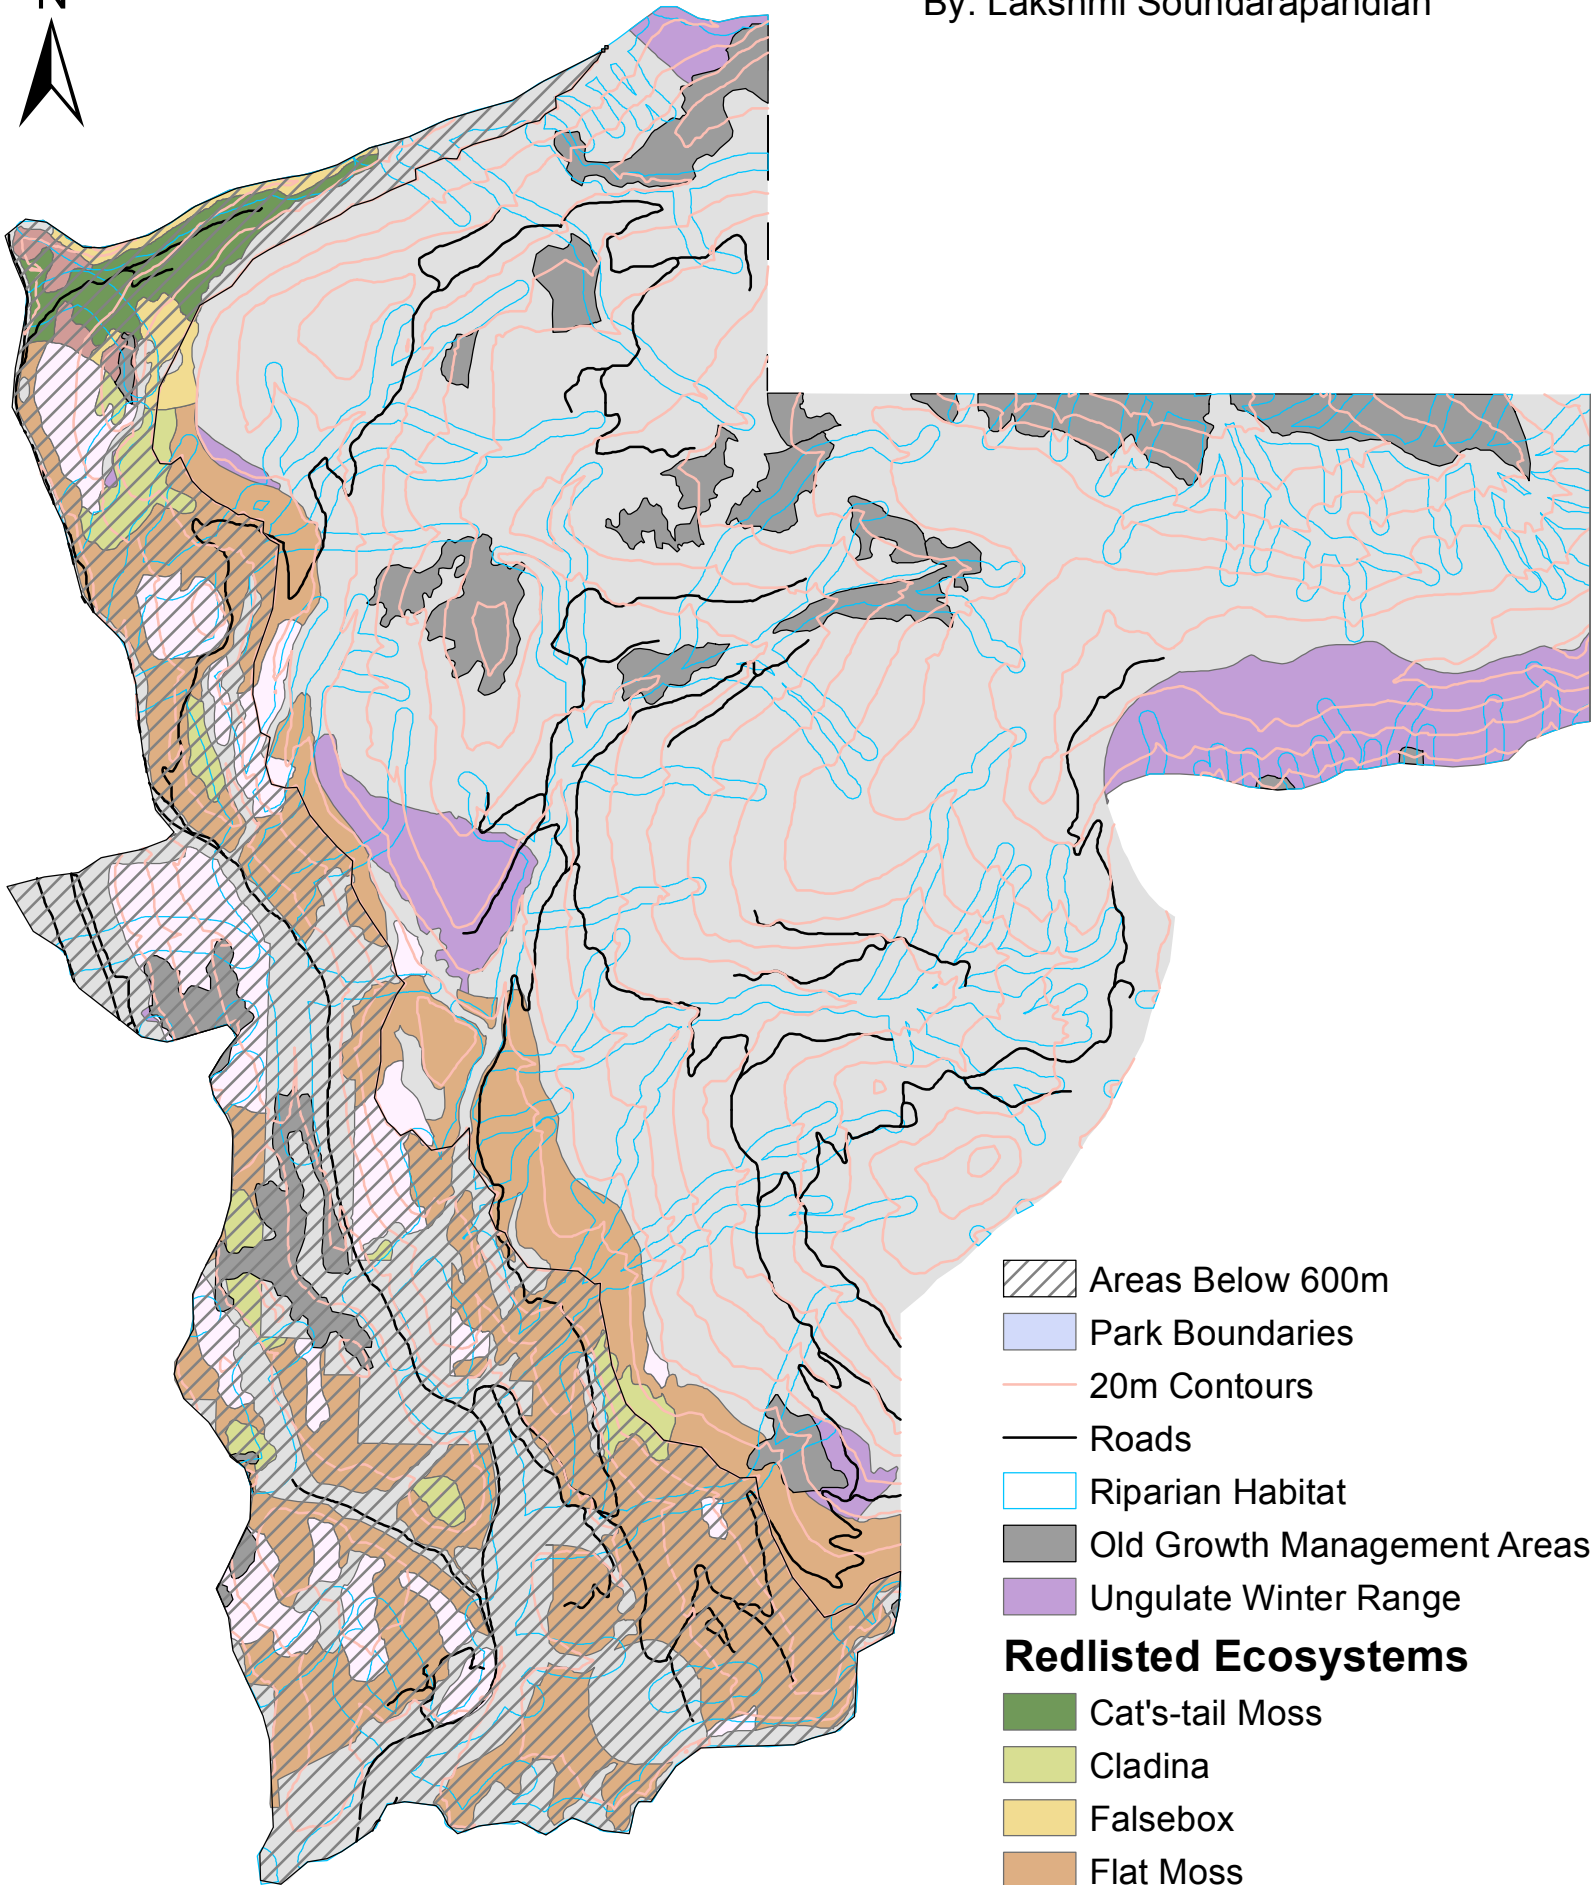 N
By: Lakshmi Soundarapandian
Areas Below 600m
Park Boundaries
20m Contours
Roads
Riparian Habitat
Old Growth Management Areas
Ungulate Winter Range
Redlisted Ecosystems
Cat's-tail Moss
Cladina
Falsebox
Flat Moss